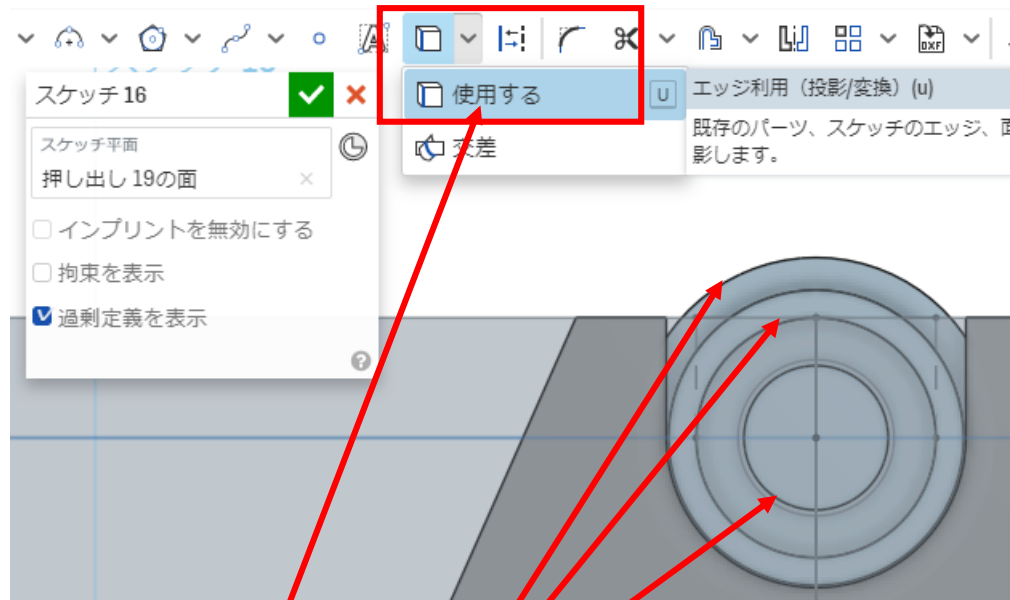 DXF
スケッチ 16
使用する
U
エッジ利用（投影/変換）(u)
スケッチ平面
交差
既存のパーツ、スケッチのエッジ、
影します。
押し出し 19の面
インプリントを無効にする
拘束を表示
過剰定義を表示